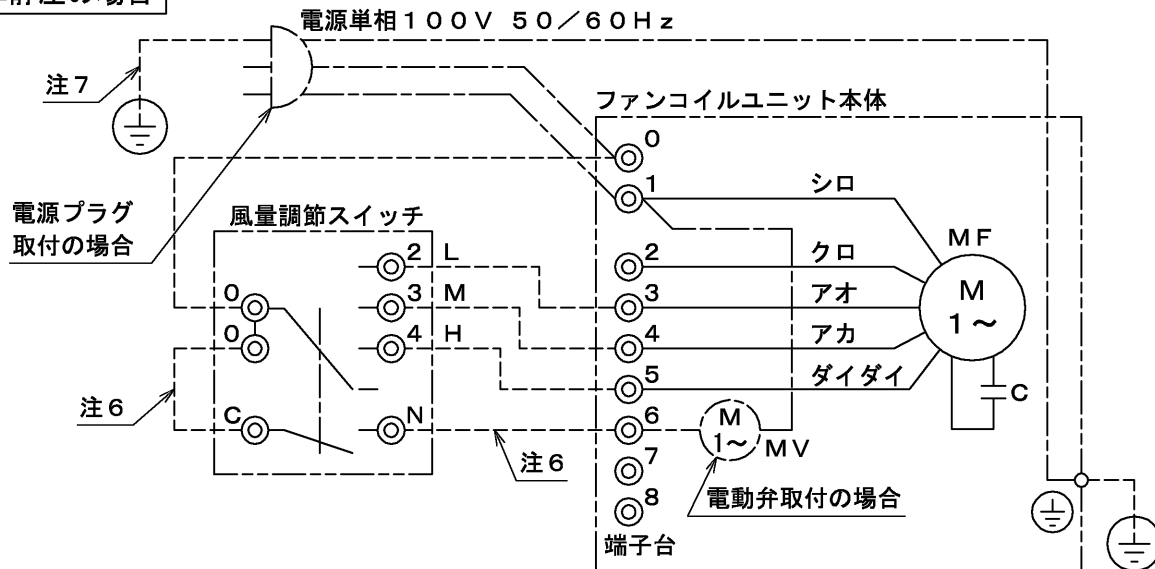 の場合
電源単相100V 50/60Hz
注7
ファンコイルユニット本体
電源プラグ
取付の場合
風量調節スイッチ
0
1
2
3
4
5
6
7
8
端子台
シロ
クロ
アオ
アカ
ダイダイ
MF
M
1~
C
2 L
3 M
4 H
0
0
C
N
注6
注6
M
1~
MV
電動弁取付の場合